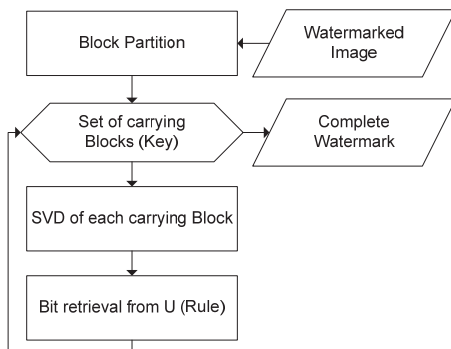 Block Partition
Watermarked
Image
Set of carrying
Blocks (Key)
Complete
Watermark
SVD of each carrying Block
Bit retrieval from U (Rule)